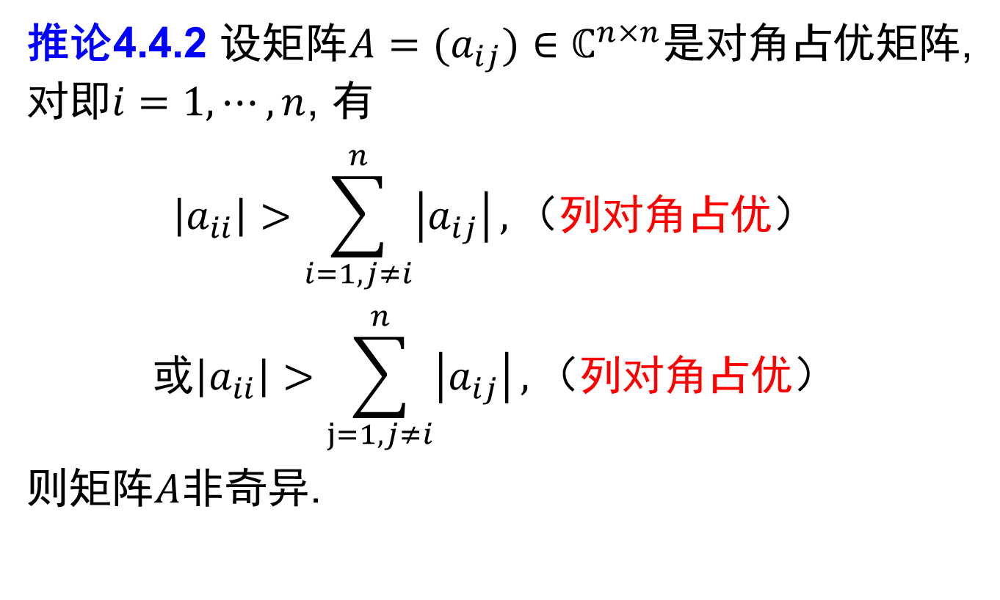 推论4.4.2 设矩阵$A = (a_{ij}) \in \mathbb{C}^{n \times n}$是对角占优矩阵,
对即$i = 1, \cdots, n$, 有
$|a_{ii}| > \sum_{i=1, j \neq i}^{n} |a_{ij}|$,（列对角占优）
或$|a_{ii}| > \sum_{\mathrm{j}=1, j \neq i}^{n} |a_{ij}|$,（列对角占优）
则矩阵$A$非奇异.